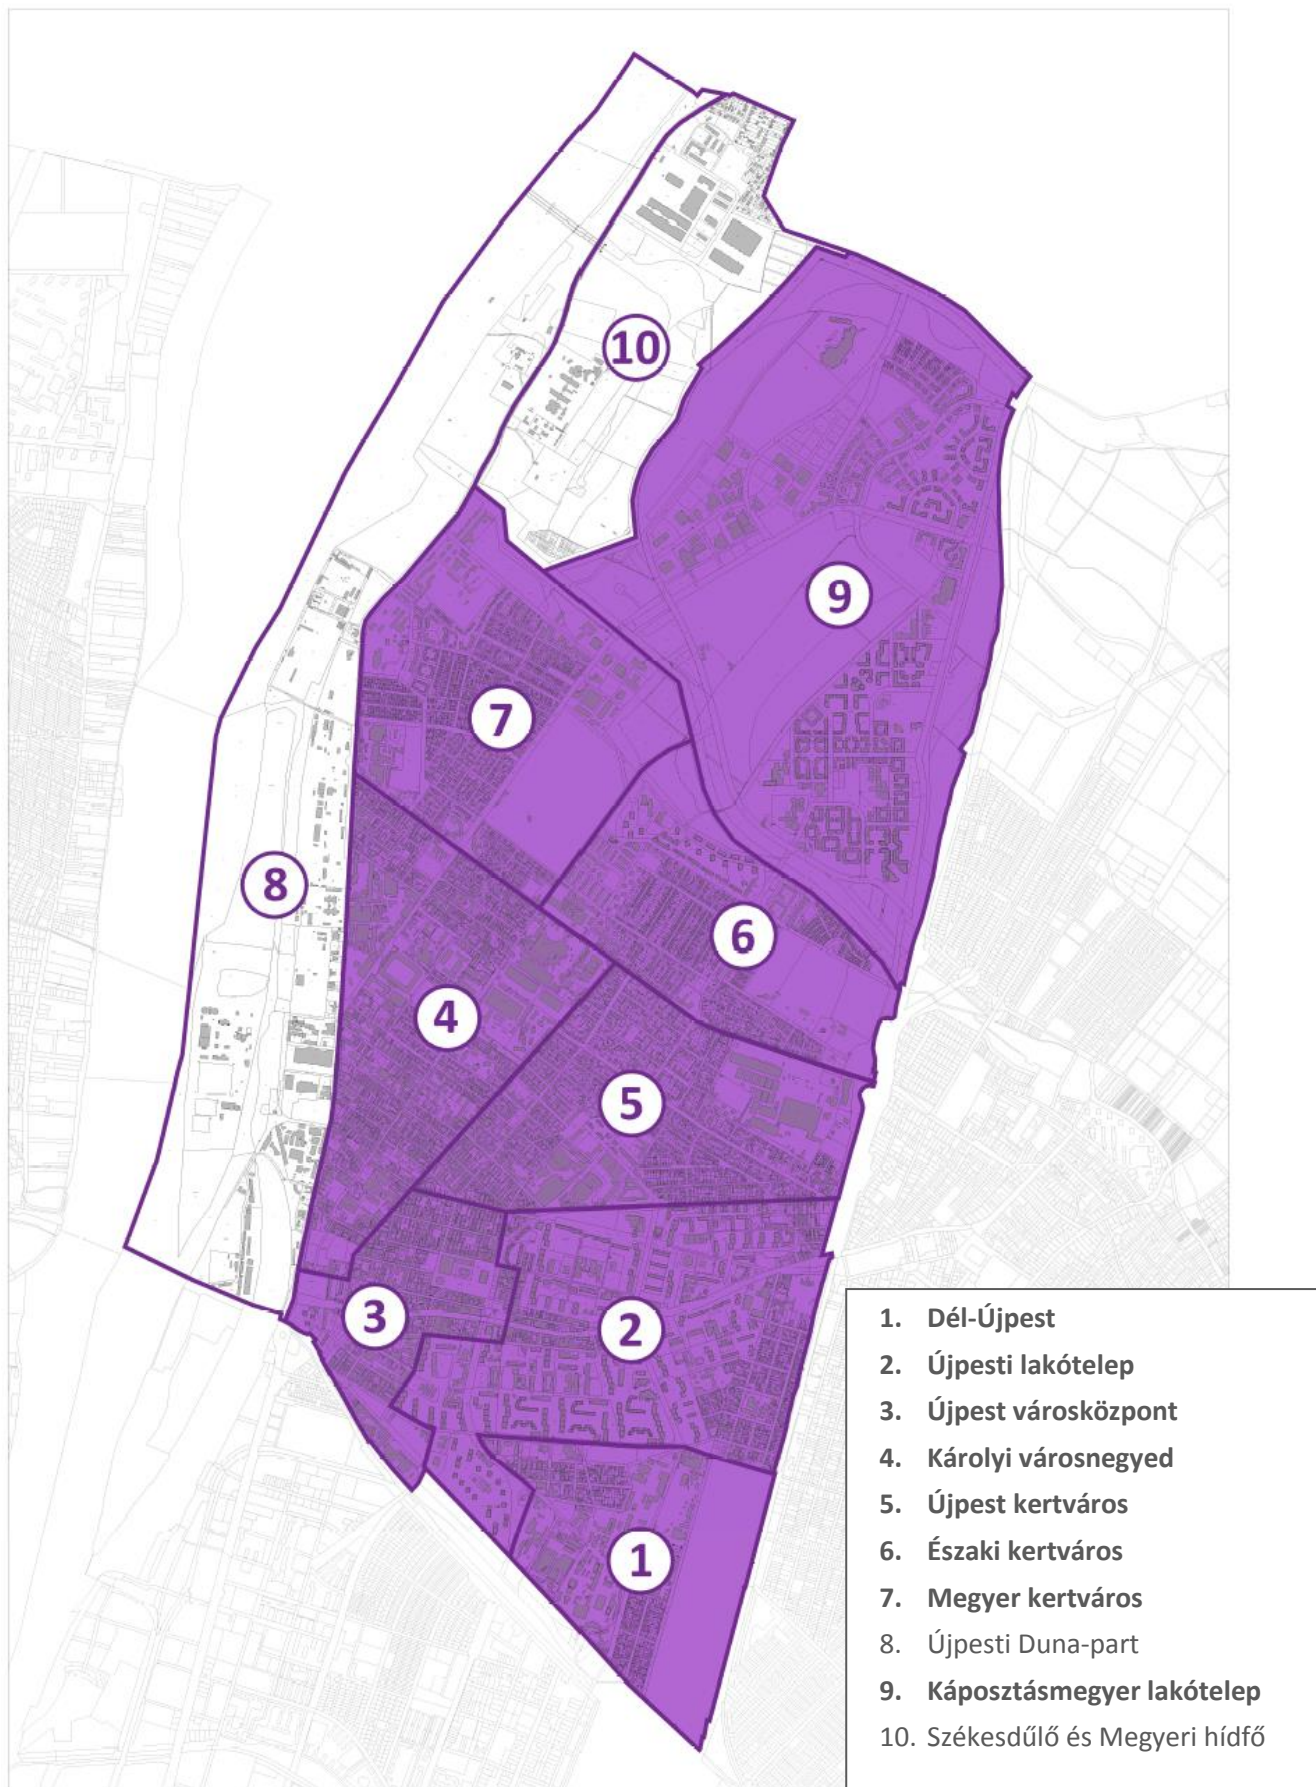 10
9
7
8
6
4
5
3
2
1
1. Dél-Újpest
2. Újpesti lakótelep
3. Újpest városközpont
4. Károlyi városnegyed
5. Újpest kertváros
6. Északi kertváros
7. Megyer kertváros
8. Újpesti Duna-part
9. Káposztásmegyer lakótelep
10. Székesdűlő és Megyeri hídfő